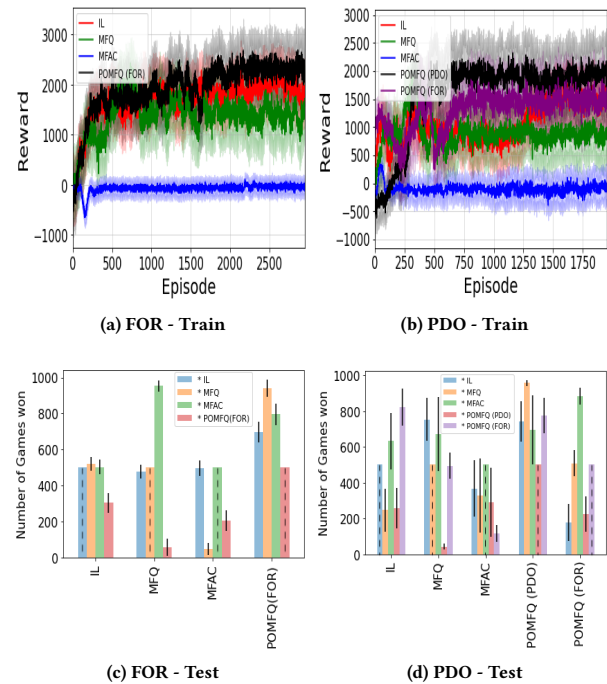 IL
MFQ
MFAC
POMFQ (FOR)
3000
2000
1000
0
−1000
0 500 1000 1500 2000 2500
Reward
Episode
(a) FOR - Train
IL
MFQ
MFAC
POMFQ (PDO)
POMFQ (FOR)
3000
2500
2000
1500
1000
500
0
−500
−1000
0 250 500 750 1000 1250 1500 1750
Reward
Episode
(b) PDO - Train
* IL
* MFQ
* MFAC
* POMFQ(FOR)
1000
800
600
400
200
0
Number of Games won
IL MFQ MFAC POMFQ(FOR)
(c) FOR - Test
* IL
* MFQ
* MFAC
* POMFQ (PDO)
* POMFQ (FOR)
1000
800
600
400
200
0
Number of Games won
IL MFQ MFAC POMFQ (PDO) POMFQ (FOR)
(d) PDO - Test